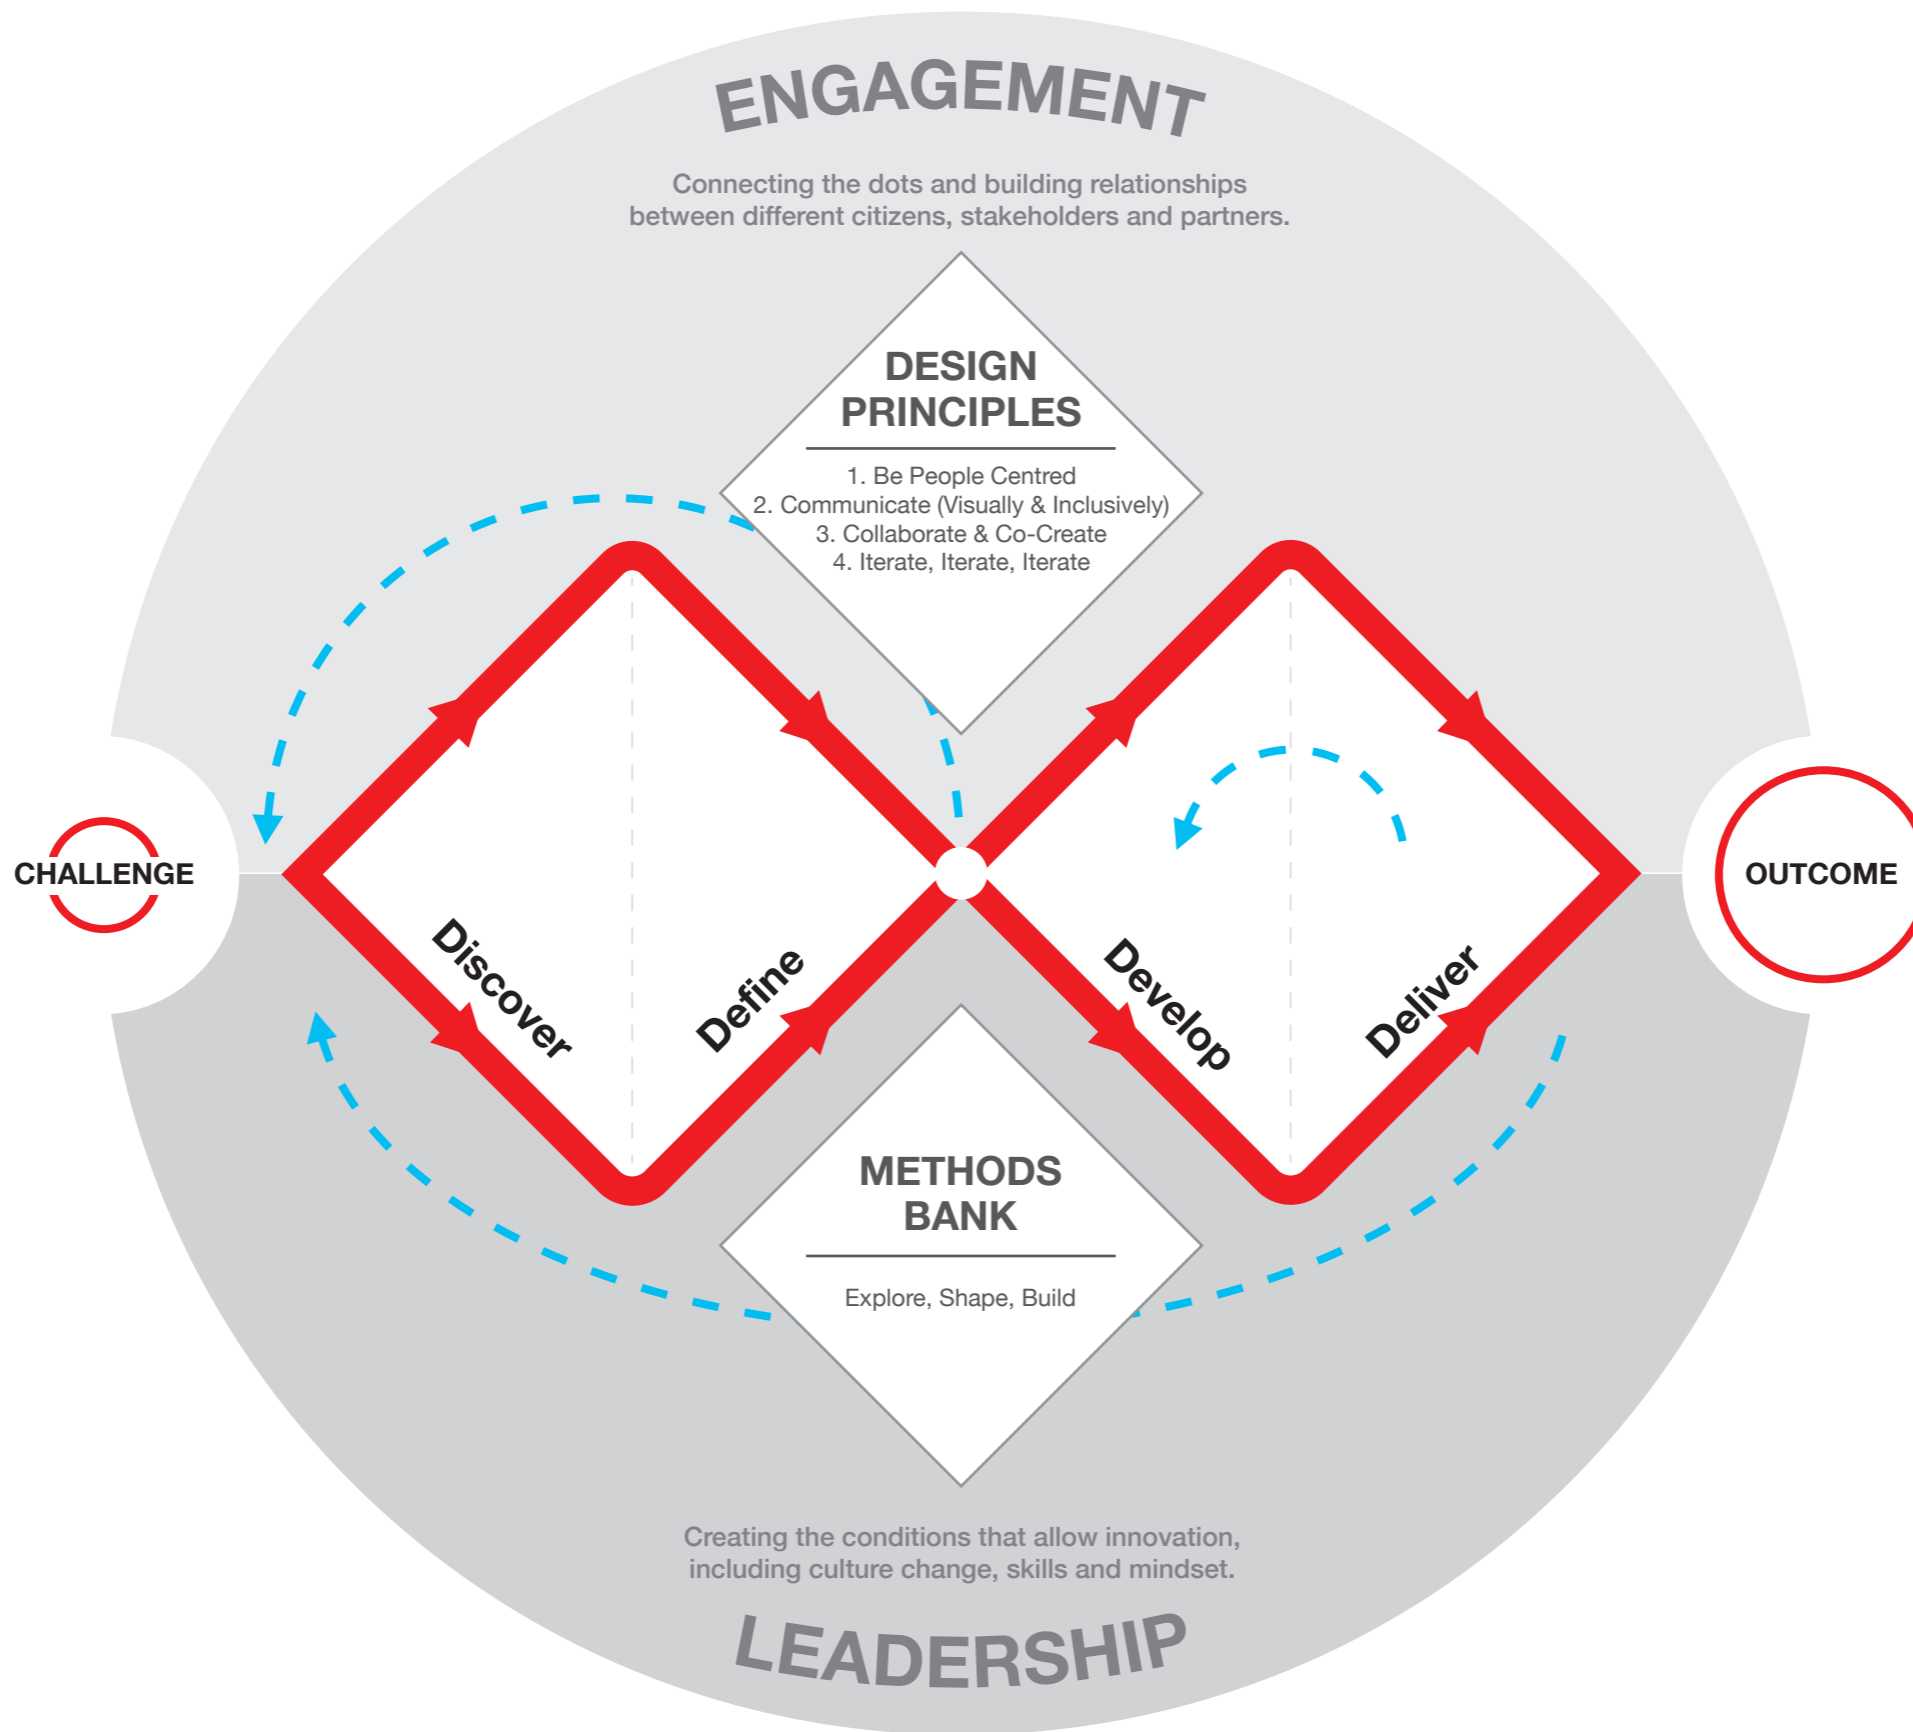 ENGAGEMENT
Connecting the dots and building relationships
between different citizens, stakeholders and partners.
DESIGN
PRINCIPLES
1. Be People Centred
2. Communicate (Visually & Inclusively)
3. Collaborate & Co-Create
4. Iterate, Iterate, Iterate
CHALLENGE
Discover
Define
Develop
Deliver
OUTCOME
METHODS
BANK
Explore, Shape, Build
Creating the conditions that allow innovation,
including culture change, skills and mindset.
LEADERSHIP